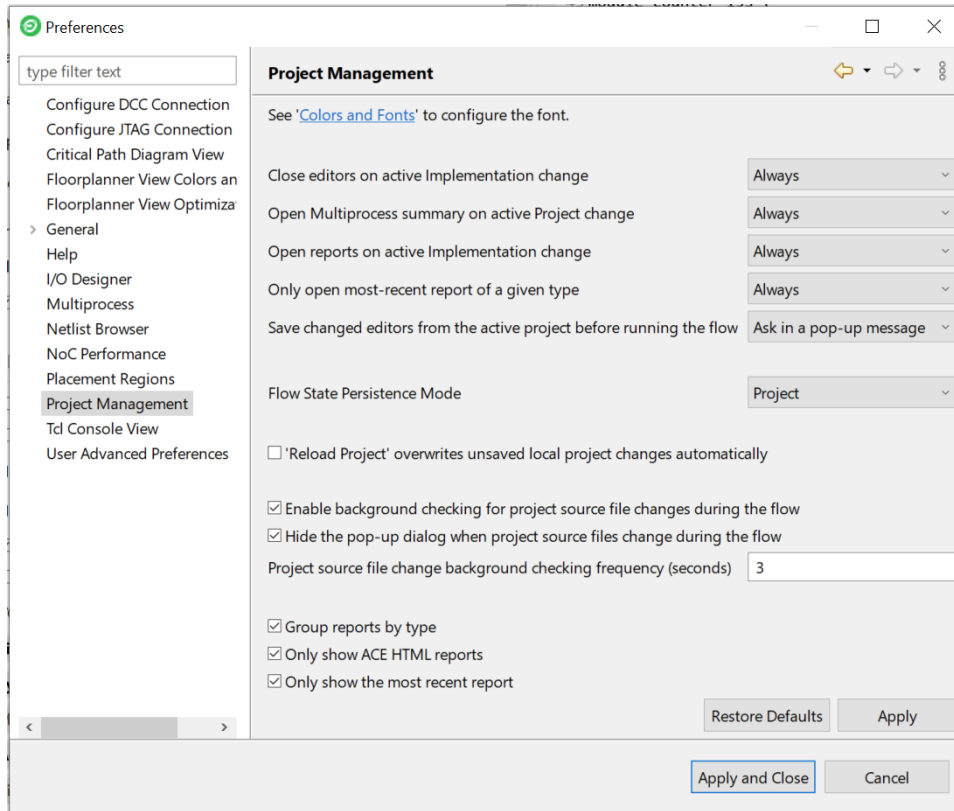 Preferences
type filter text
Configure DCC Connection
Configure JTAG Connection
Critical Path Diagram View
Floorplanner View Colors an
Floorplanner View Optimiza
General
Help
I/O Designer
Multiprocess
Netlist Browser
NoC Performance
Placement Regions
Project Management
Tcl Console View
User Advanced Preferences
Project Management
See 'Colors and Fonts' to configure the font.
Close editors on active Implementation change Always
Open Multiprocess summary on active Project change Always
Open reports on active Implementation change Always
Only open most-recent report of a given type Always
Save changed editors from the active project before running the flow Ask in a pop-up message
Flow State Persistence Mode Project
'Reload Project' overwrites unsaved local project changes automatically
Enable background checking for project source file changes during the flow
Hide the pop-up dialog when project source files change during the flow
Project source file change background checking frequency (seconds) 3
Group reports by type
Only show ACE HTML reports
Only show the most recent report
Restore Defaults Apply
Apply and Close Cancel